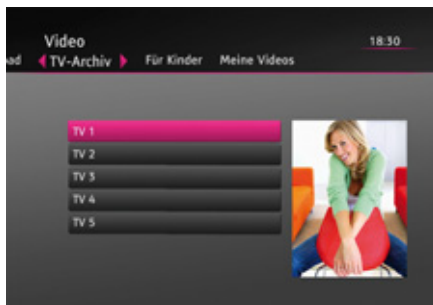 Video
18:30
oad TV-Archiv Für Kinder Meine Videos
TV 1
TV 2
TV 3
TV 4
TV 5